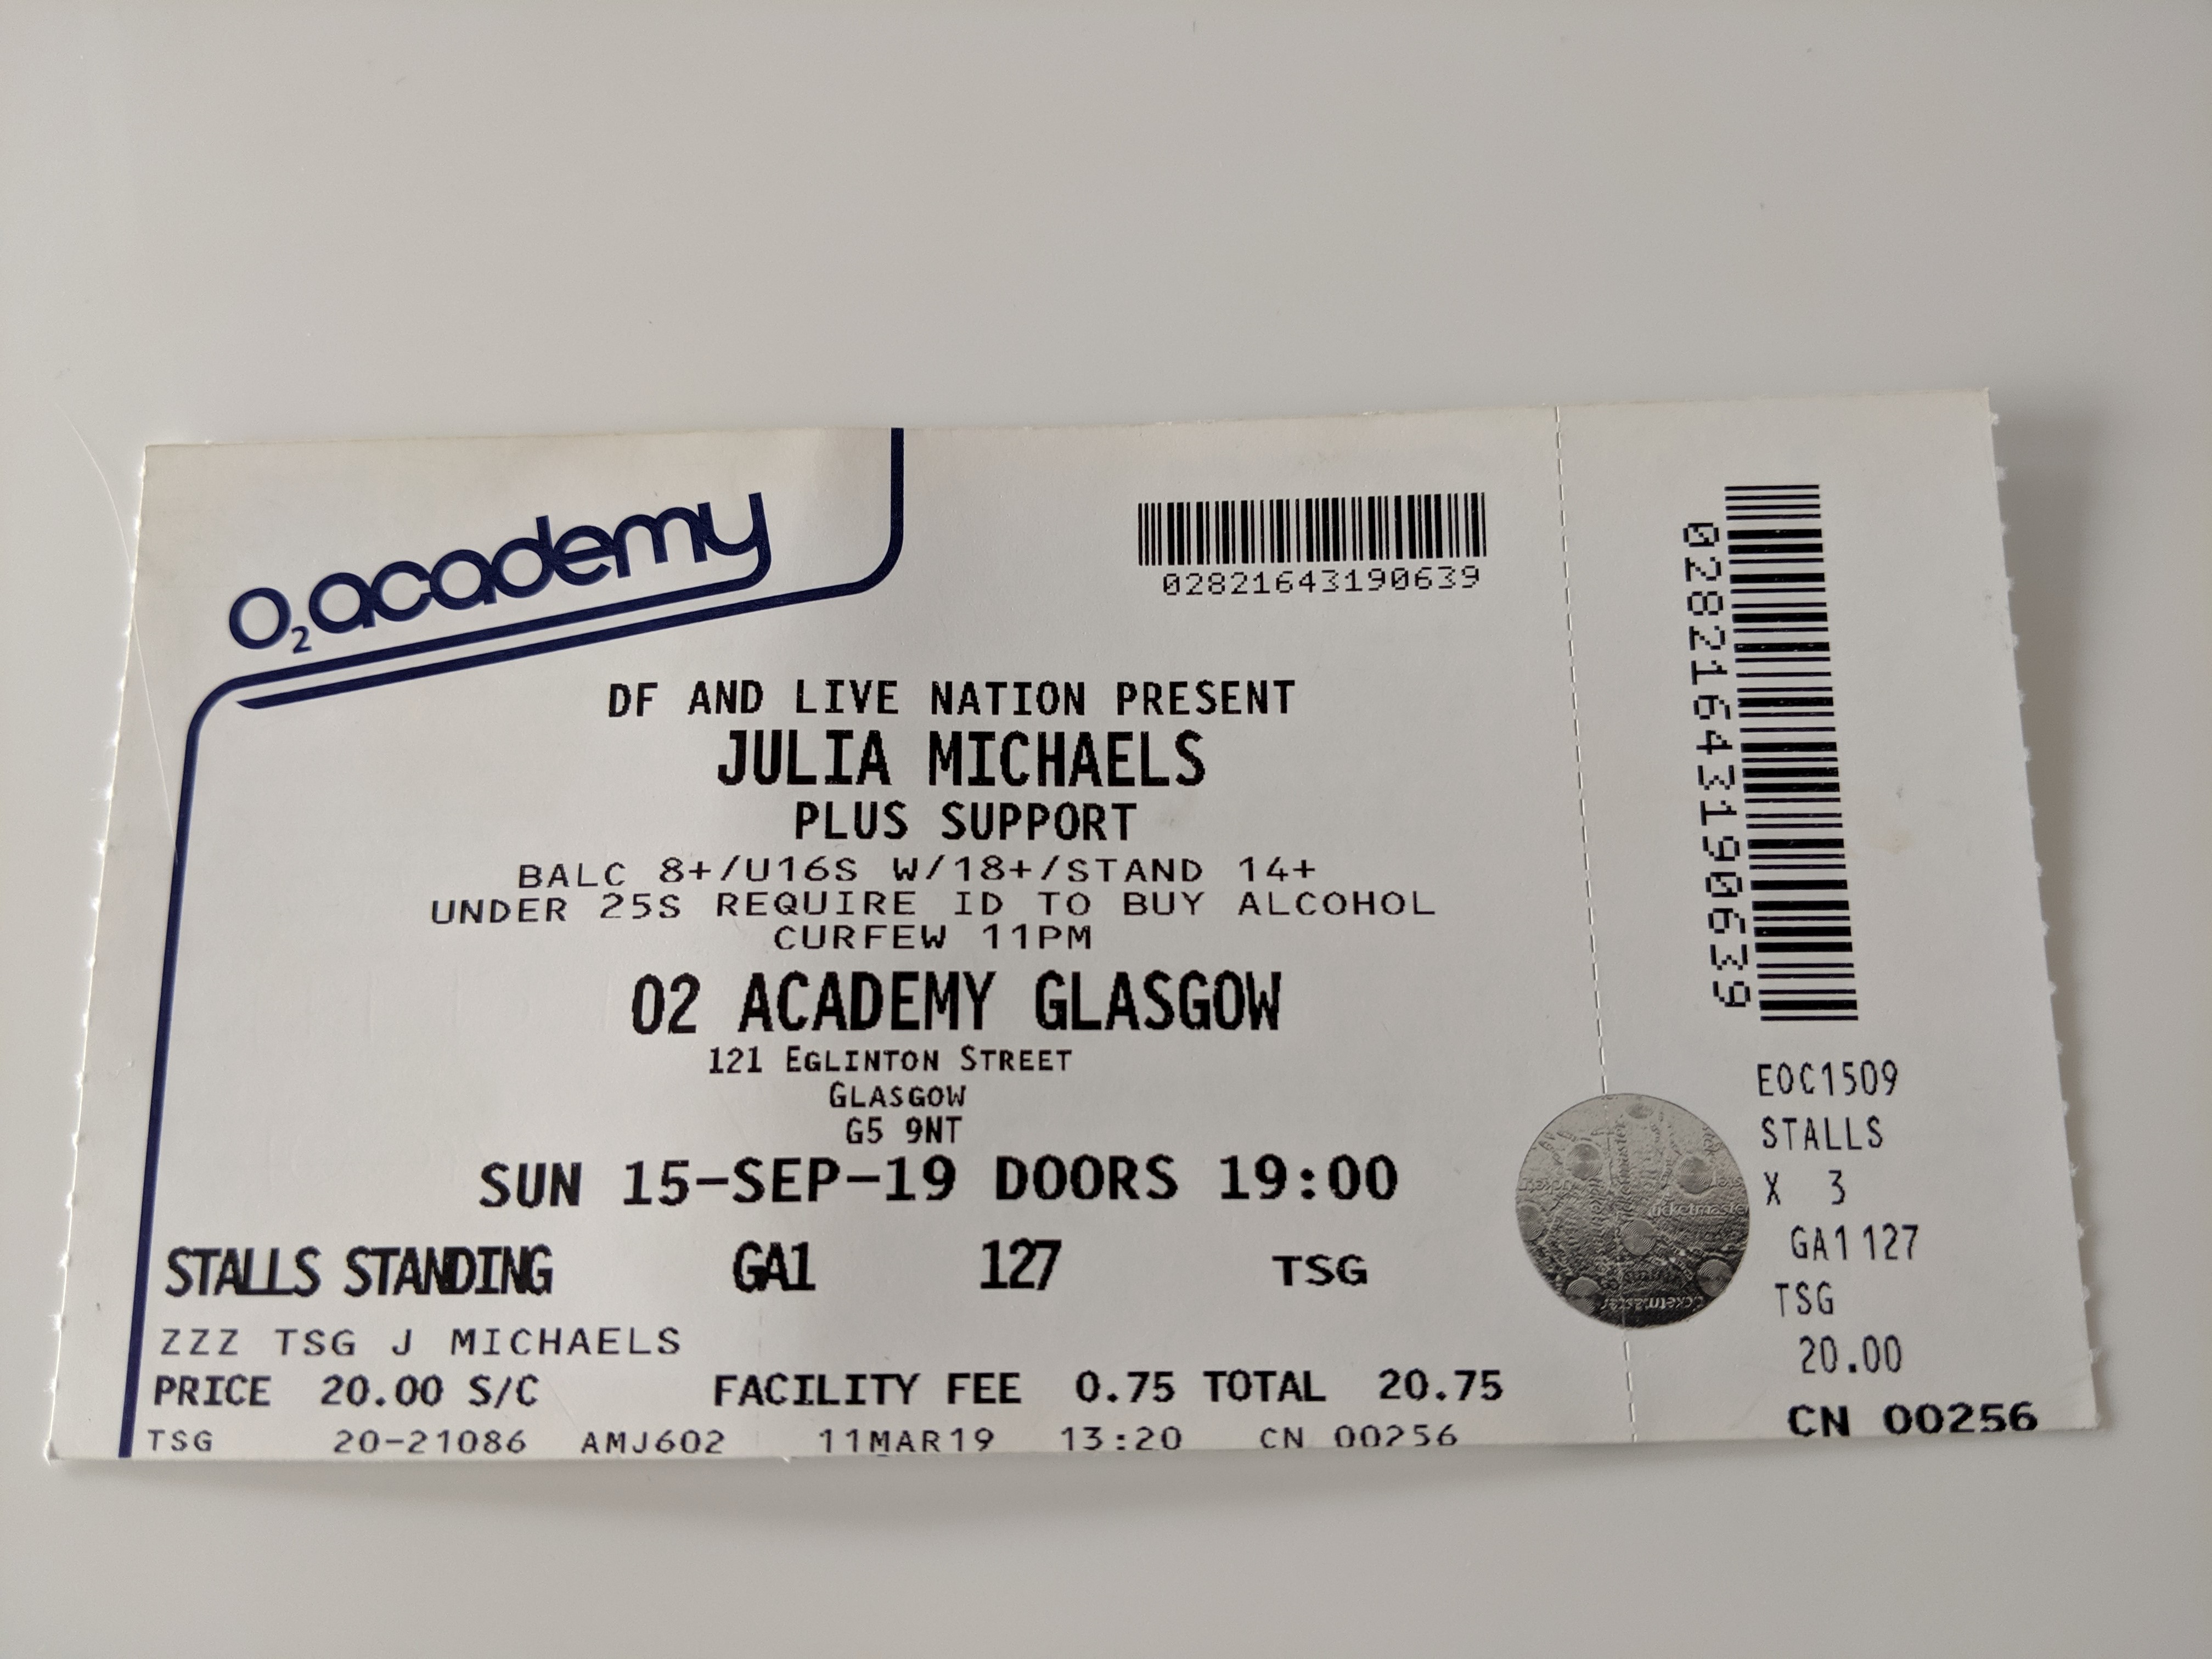 O2 academy
02821643190639
DF AND LIVE NATION PRESENT
JULIA MICHAELS
PLUS SUPPORT
BALC 8+/U16S W/18+/STAND 14+
UNDER 25S REQUIRE ID TO BUY ALCOHOL
CURFEW 11PM
O2 ACADEMY GLASGOW
121 EGLINTON STREET
GLASGOW
G5 9NT
SUN 15-SEP-19 DOORS 19:00
STALLS STANDING GA1 127 TSG
ZZZ TSG J MICHAELS
PRICE 20.00 S/C FACILITY FEE 0.75 TOTAL 20.75
TSG 20-21086 AMJ602 11MAR19 13:20 CN 00256
02821643190639
EOC1509
STALLS
X 3
GA1 127
TSG
20.00
CN 00256
ticketmaster